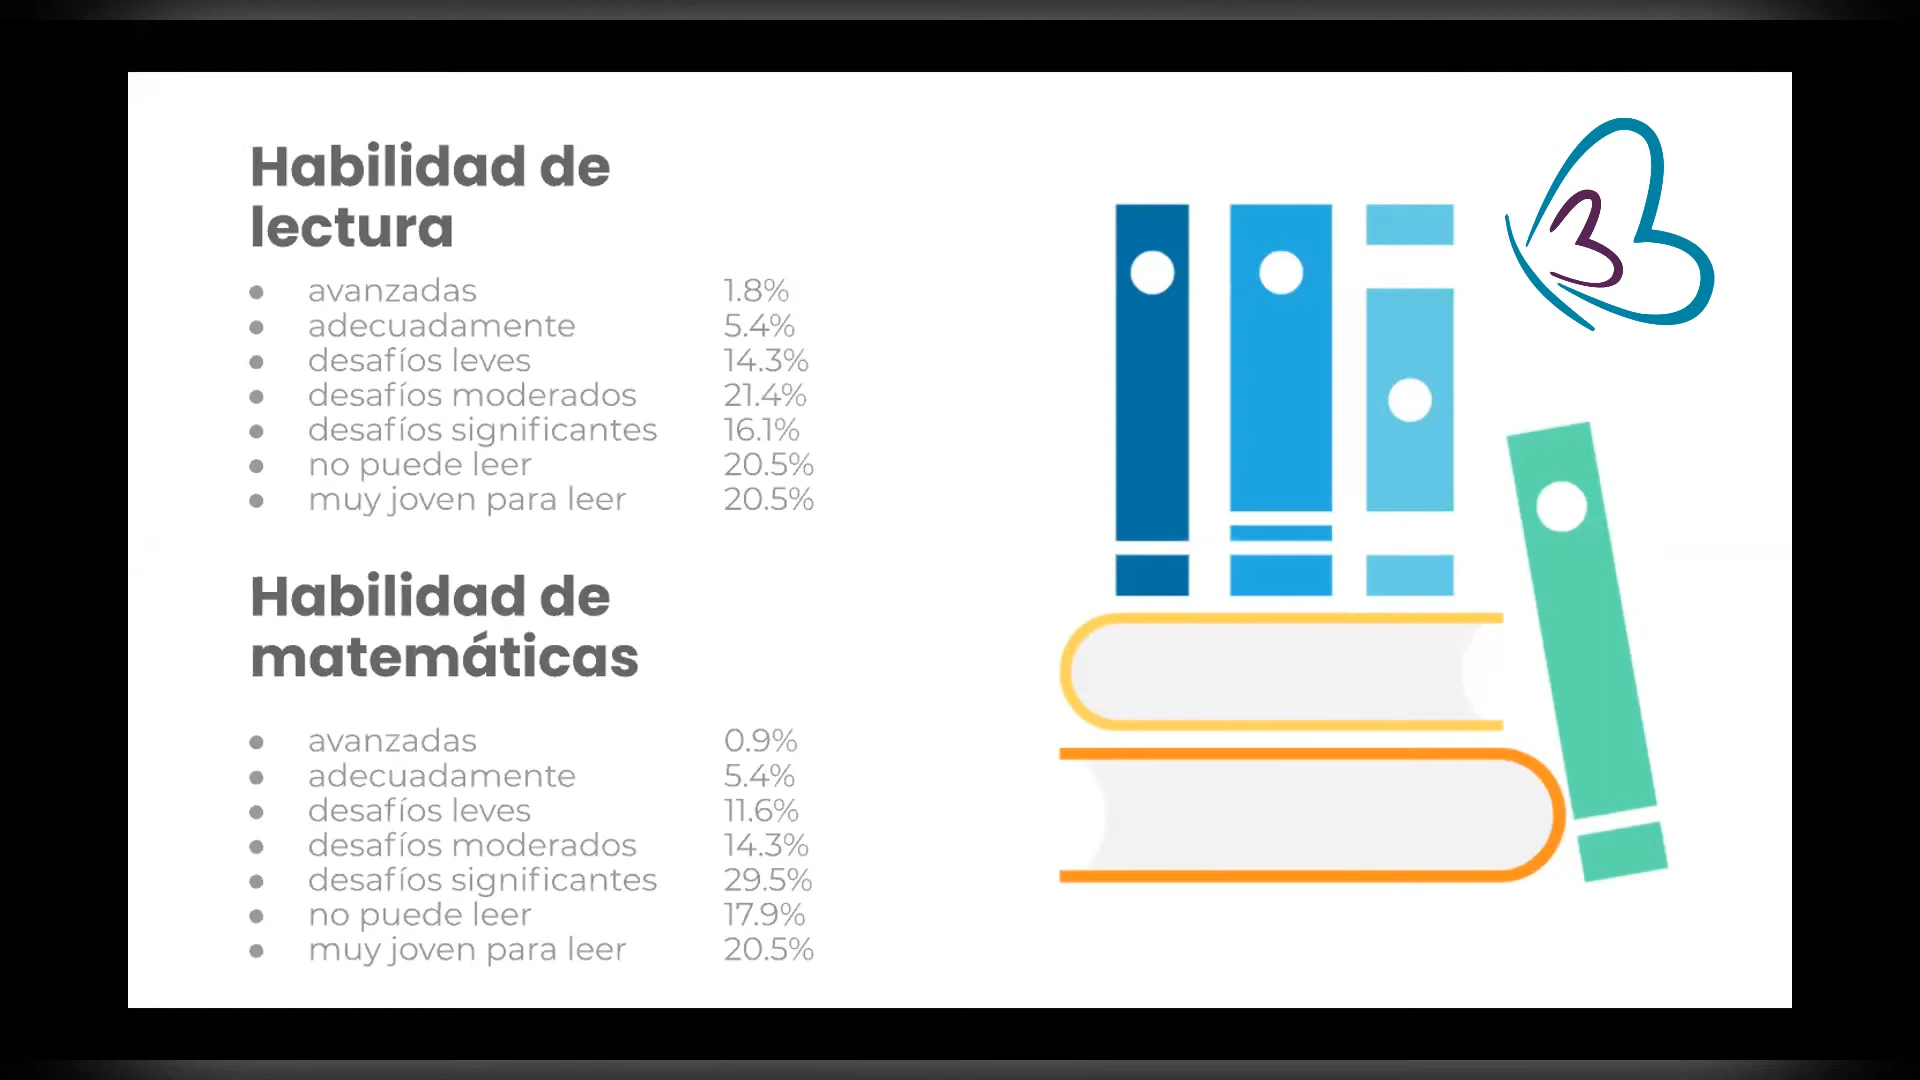 Habilidad de
lectura
● avanzadas 1.8%
● adecuadamente 5.4%
● desafíos leves 14.3%
● desafíos moderados 21.4%
● desafíos significantes 16.1%
● no puede leer 20.5%
● muy joven para leer 20.5%
Habilidad de
matemáticas
● avanzadas 0.9%
● adecuadamente 5.4%
● desafíos leves 11.6%
● desafíos moderados 14.3%
● desafíos significantes 29.5%
● no puede leer 17.9%
● muy joven para leer 20.5%